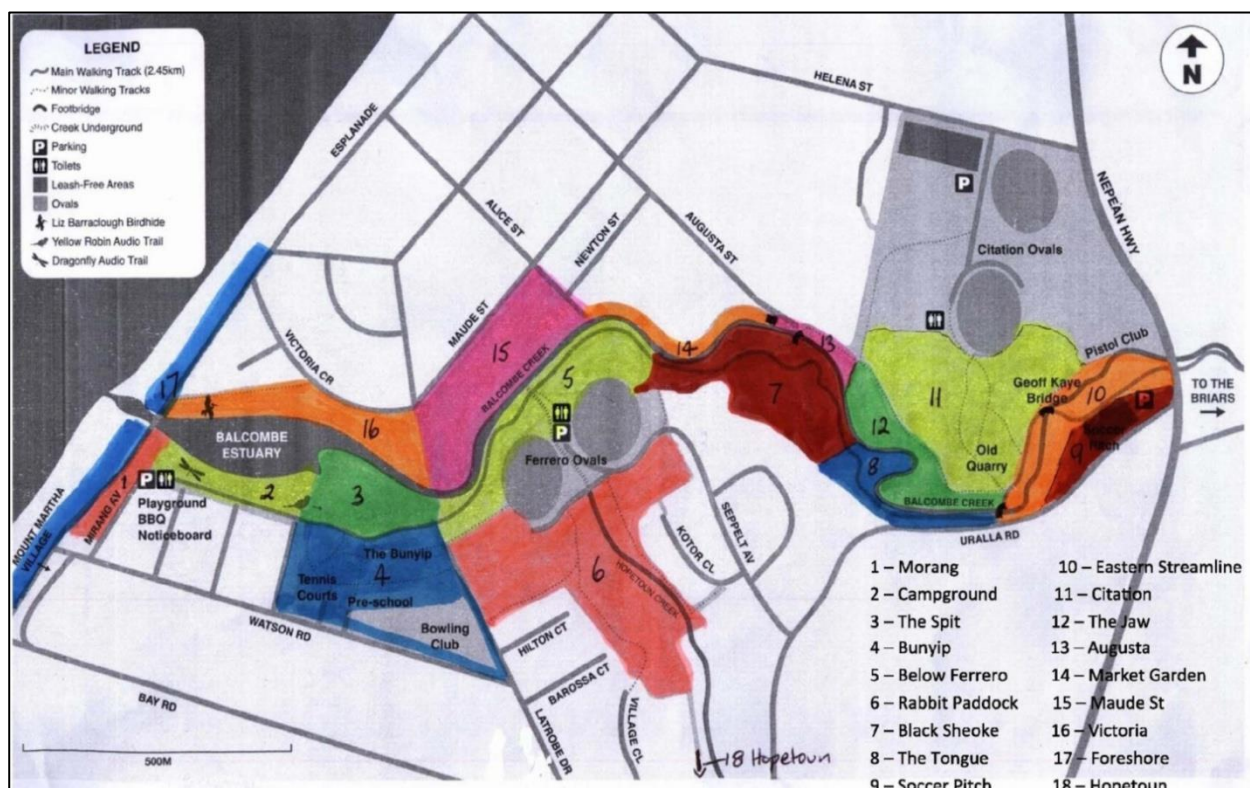 LEGEND
Main Walking Track (2.45km)
Minor Walking Tracks
Footbridge
Creek Underground
P Parking
Toilets
Leash-Free Areas
Ovals
Liz Barraclough Birdhide
Yellow Robin Audio Trail
Dragonfly Audio Trail
N
HELENA ST
ESPLANADE
NEPEAN HWY
P
ALICE ST
NEWTON ST
AUGUSTA ST
Citation Ovals
MAUDE ST
VICTORIA CR
15
BALCOMBE CREEK
14
13
Pistol Club
17
5
7
11
Geoff Kaye
Bridge
10
TO THE
BRIARS
P
16
P
12
Soccer
Pitch
9
BALCOMBE
ESTUARY
Ferrero Ovals
Old
Quarry
8
1
P
2
3
BALCOMBE CREEK
MIRANG AV
Playground
BBQ
Noticeboard
MOUNT MARTHA
VILLAGE
SEPPELT AV
KOTOR CL
URALLA RD
The Bunyip
4
Tennis
Courts
Pre-school
6
HOPETOUN CREEK
WATSON RD
Bowling
Club
HILTON CT
BAROSSA CT
BAY RD
LATROBE DR
VILLAGE CL
500M
18 Hopetoun
1 – Morang
2 – Campground
3 – The Spit
4 – Bunyip
5 – Below Ferrero
6 – Rabbit Paddock
7 – Black Sheoke
8 – The Tongue
9 – Soccer Pitch
10 – Eastern Streamline
11 – Citation
12 – The Jaw
13 – Augusta
14 – Market Garden
15 – Maude St
16 – Victoria
17 – Foreshore
18 – Hopetoun